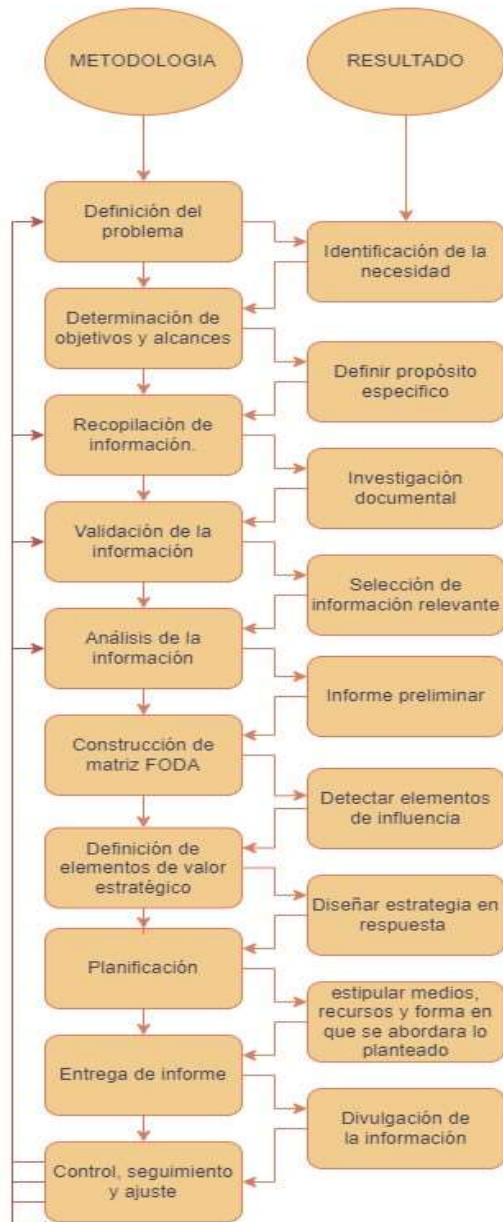 METODOLOGIA
RESULTADO
Definición del
problema
Identificación de la
necesidad
Determinación de
objetivos y alcances
Definir propósito
especifico
Recopilación de
información.
Investigación
documental
Validación de la
información
Selección de
información relevante
Análisis de la
información
Informe preliminar
Construcción de
matriz FODA
Detectar elementos
de influencia
Definición de
elementos de valor
estratégico
Diseñar estrategia en
respuesta
Planificación
estipular medios,
recursos y forma en
que se abordara lo
planteado
Entrega de informe
Divulgación de
la información
Control, seguimiento
y ajuste